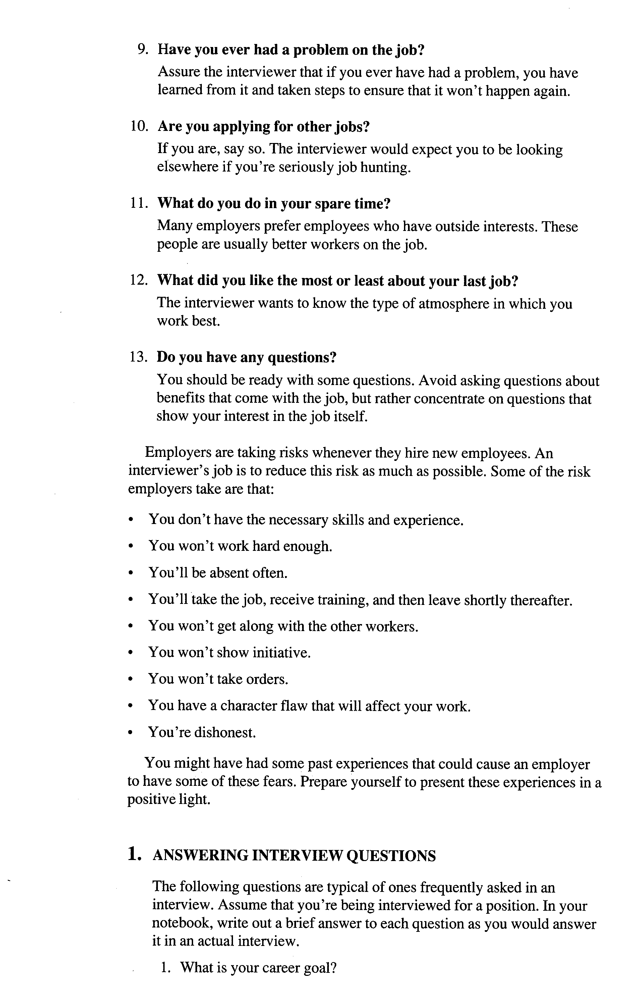 9. Have you ever had a problem on the job?
Assure the interviewer that if you ever have had a problem, you have
learned from it and taken steps to ensure that it won't happen again.
10. Are you applying for other jobs?
If you are, say so. The interviewer would expect you to be looking
elsewhere if you're seriously job hunting.
11. What do you do in your spare time?
Many employers prefer employees who have outside interests. These
people are usually better workers on the job.
12. What did you like the most or least about your last job?
The interviewer wants to know the type of atmosphere in which you
work best.
13. Do you have any questions?
You should be ready with some questions. Avoid asking questions about
benefits that come with the job, but rather concentrate on questions that
show your interest in the job itself.
Employers are taking risks whenever they hire new employees. An
interviewer's job is to reduce this risk as much as possible. Some of the risk
employers take are that:
• You don't have the necessary skills and experience.
• You won't work hard enough.
• You'll be absent often.
• You'll take the job, receive training, and then leave shortly thereafter.
• You won't get along with the other workers.
• You won't show initiative.
• You won't take orders.
• You have a character flaw that will affect your work.
• You're dishonest.
You might have had some past experiences that could cause an employer
to have some of these fears. Prepare yourself to present these experiences in a
positive light.
1. ANSWERING INTERVIEW QUESTIONS
The following questions are typical of ones frequently asked in an
interview. Assume that you're being interviewed for a position. In your
notebook, write out a brief answer to each question as you would answer
it in an actual interview.
1. What is your career goal?